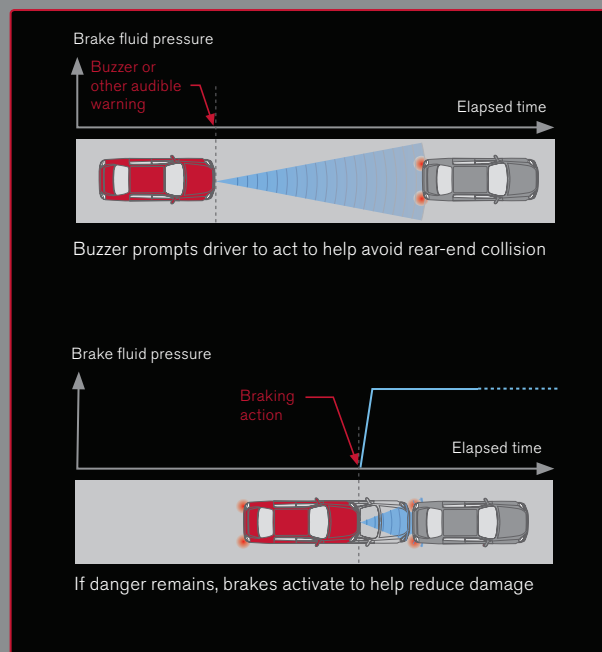 Brake fluid pressure
Buzzer or
other audible
warning
Elapsed time
Buzzer prompts driver to act to help avoid rear-end collision
Brake fluid pressure
Braking
action
Elapsed time
If danger remains, brakes activate to help reduce damage